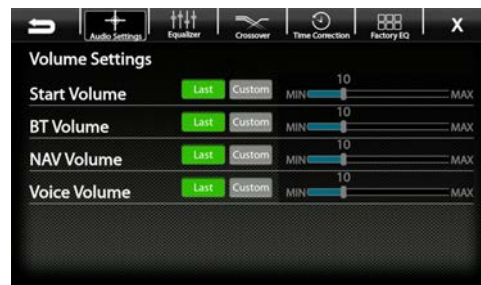 Audio Settings Equalizer Crossover Time Correction Factory EQ X
Volume Settings
10
Start Volume Last Custom MIN MAX
10
BT Volume Last Custom MIN MAX
10
NAV Volume Last Custom MIN MAX
10
Voice Volume Last Custom MIN MAX